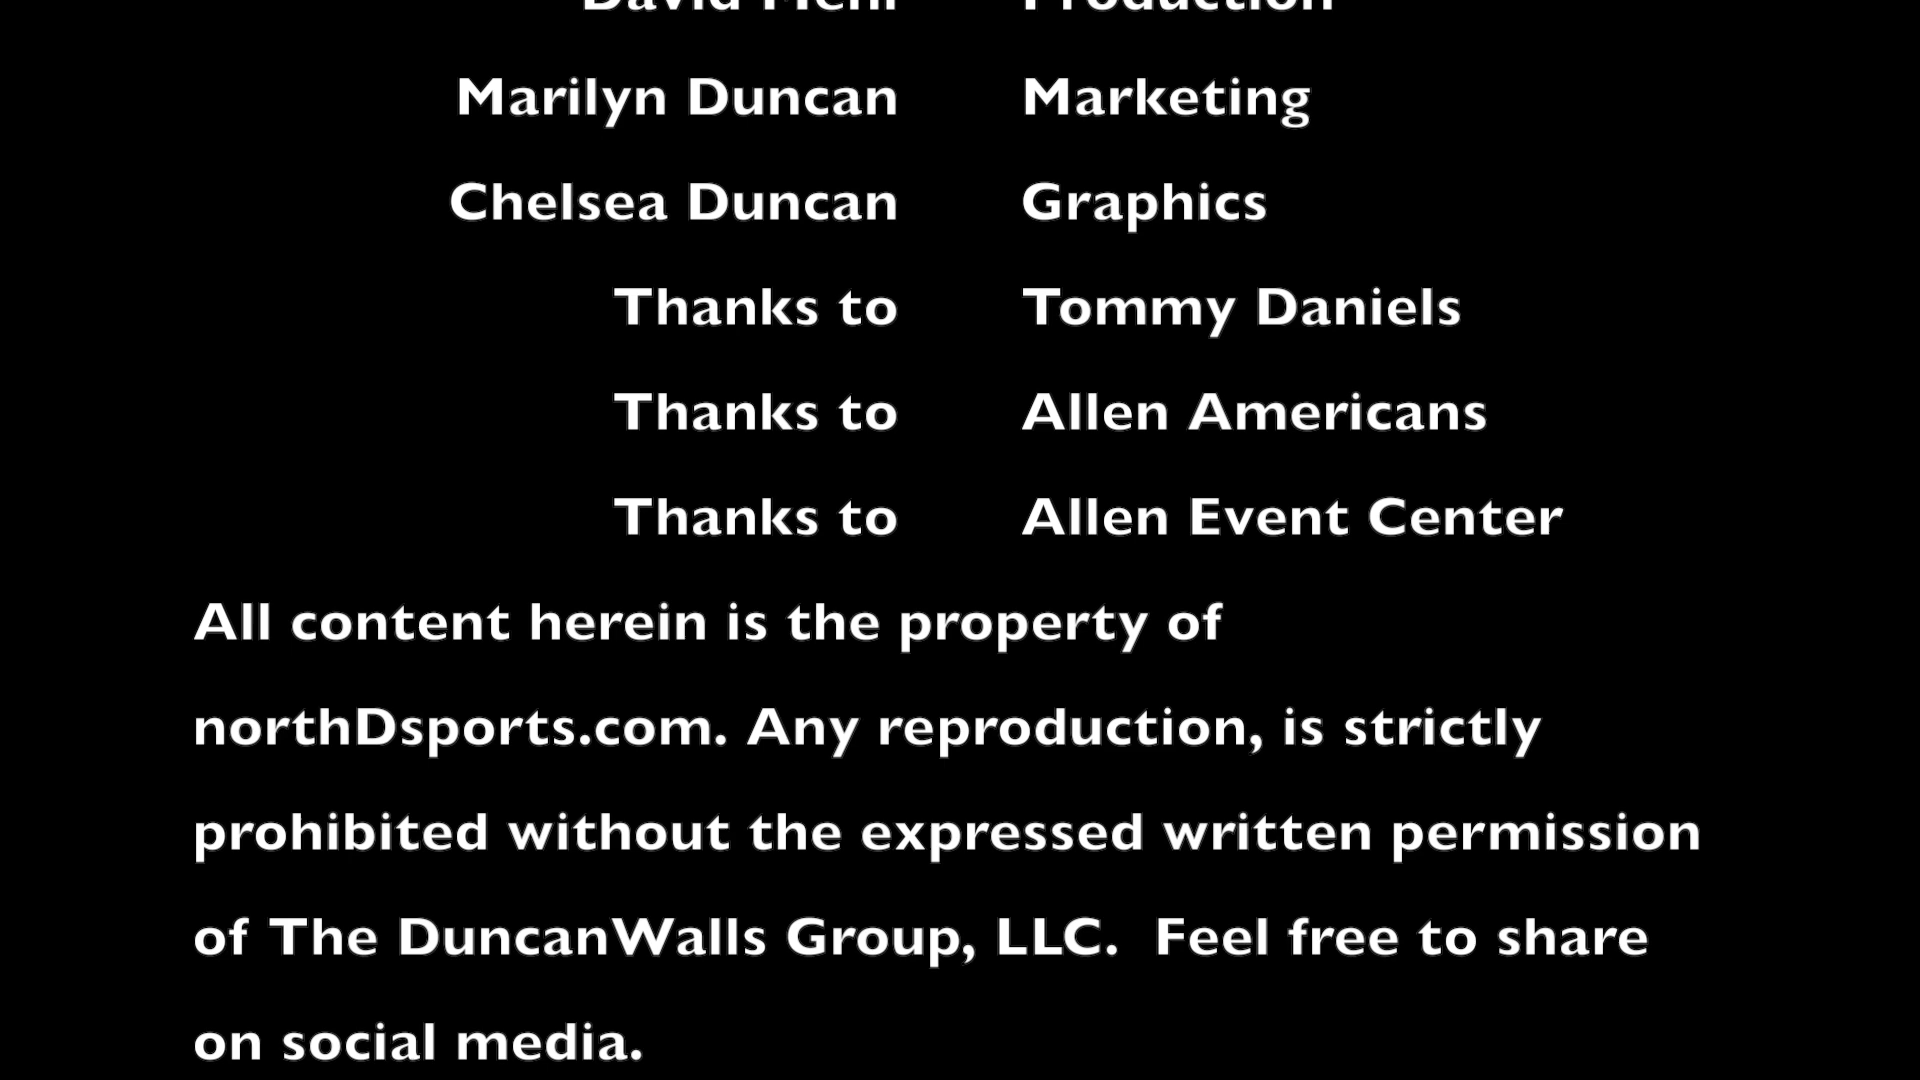 David Production
Marilyn Duncan Marketing
Chelsea Duncan Graphics
Thanks to Tommy Daniels
Thanks to Allen Americans
Thanks to Allen Event Center
All content herein is the property of
northDsports.com. Any reproduction, is strictly
prohibited without the expressed written permission
of The DuncanWalls Group, LLC.  Feel free to share
on social media.